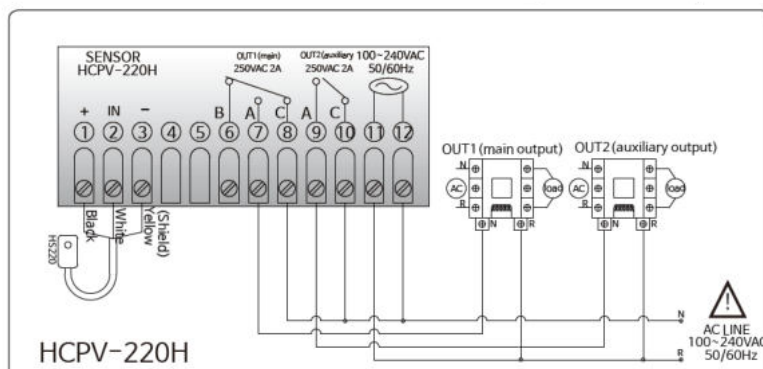 SENSOR
HCPV-220H
OUT1(main)
250VAC 2A
OUT2(auxiliary
250VAC 2A
100~240VAC
50/60Hz
+ IN −
B A C A C
1 2 3 4 5 6 7 8 9 10 11 12
Black
White
Yellow
(Shield)
HS220
OUT1(main output)
N
AC
R
load
N R
OUT2(auxiliary output)
N
AC
R
load
N R
N
R
AC LINE
100~240VAC
50/60Hz
HCPV-220H